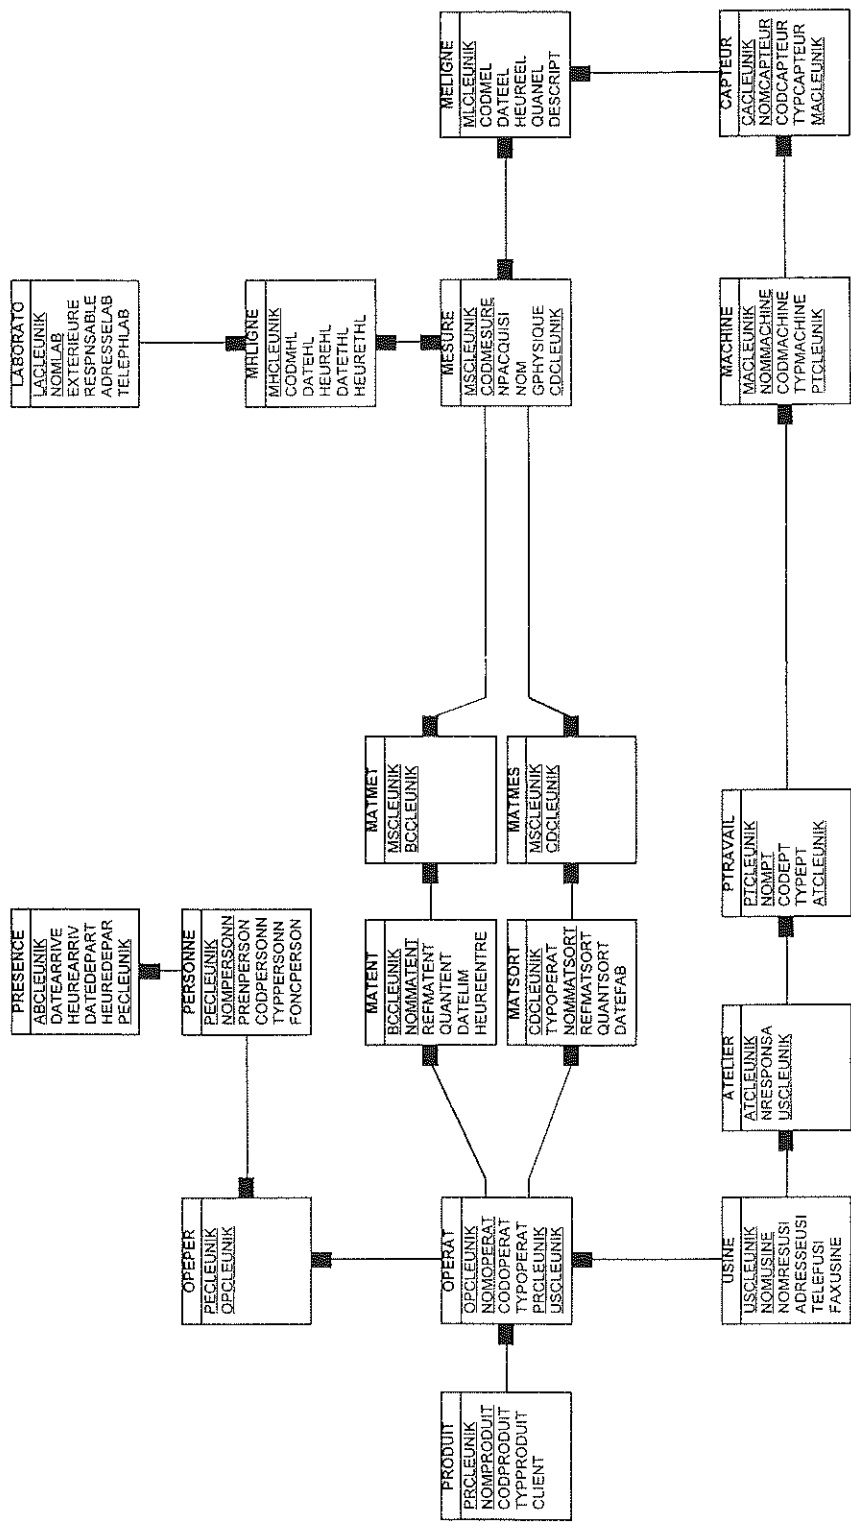 PRESENCE
ABCLEUNIK
DATEARRIVE
HEUREARRIV
DATEDEPART
HEUREDEPAR
PECLEUNIK
LABORATO
LACLEUNIK
NOMLAB
EXTERIEURE
RESPNSABLE
ADRESSELAB
TELEPHLAB
OPEPER
PECLEUNIK
OPCLEUNIK
PERSONNE
PECLEUNIK
NOMPERSONN
PRENPERSON
CODPERSONN
TYPPERSONN
FONCPERSON
MHLIGNE
MHCLEUNIK
CODMHL
DATEHL
HEUREHL
DATETHL
HEURETHL
MATENT
BCCLEUNIK
NOMMATENT
REFMATENT
QUANTENT
DATELIM
HEUREENTRE
MATMET
MSCLEUNIK
BCCLEUNIK
PRODUIT
PRCLEUNIK
NOMPRODUIT
CODPRODUIT
TYPPRODUIT
CLIENT
OPERAT
OPCLEUNIK
NOMOPERAT
CODOPERAT
TYPOPERAT
PRCLEUNIK
USCLEUNIK
MESURE
MSCLEUNIK
CODMESURE
NPACQUISI
NOM
GPHYSIQUE
CDCLEUNIK
MELIGNE
MLCLEUNIK
CODMEL
DATEEL
HEUREEL
QUANEL
DESCRIPT
MATSORT
CDCLEUNIK
TYPOPERAT
NOMMATSORT
REFMATSORT
QUANTSORT
DATEFAB
MATMES
MSCLEUNIK
CDCLEUNIK
USINE
USCLEUNIK
NOMUSINE
NOMRESUSI
ADRESSEUSI
TELEFUSI
FAXUSINE
ATELIER
ATCLEUNIK
NRESPONSA
USCLEUNIK
PTRAVAIL
PTCLEUNIK
NOMPT
CODEPT
TYPEPT
ATCLEUNIK
MACHINE
MACLEUNIK
NOMMACHINE
CODMACHINE
TYPMACHINE
PTCLEUNIK
CAPTEUR
CACLEUNIK
NOMCAPTEUR
CODCAPTEUR
TYPCAPTEUR
MACLEUNIK